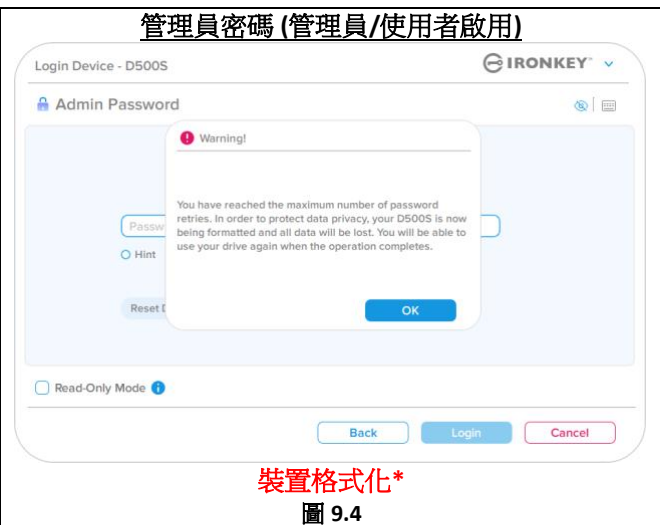 管理員密碼 (管理員/使用者啟用)
Login Device - D500S
IRONKEY™
Admin Password
Warning!
You have reached the maximum number of password
retries. In order to protect data privacy, your D500S is now
being formatted and all data will be lost. You will be able to
use your drive again when the operation completes.
Passw
Hint
Reset D
OK
Read-Only Mode
Back Login Cancel
裝置格式化*
圖 9.4